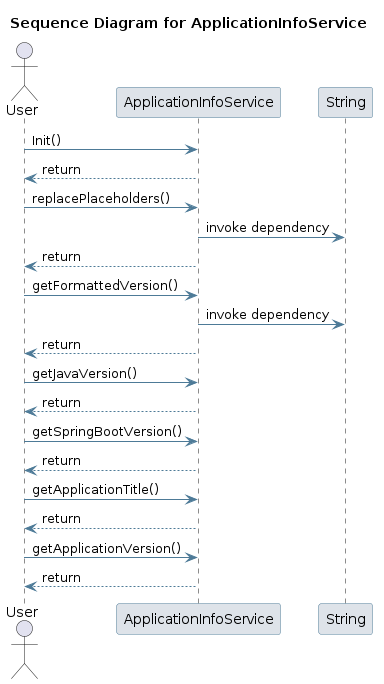 Sequence Diagram for ApplicationInfoService
User
ApplicationInfoService
String
Init()
return
replacePlaceholders()
invoke dependency
return
getFormattedVersion()
invoke dependency
return
getJavaVersion()
return
getSpringBootVersion()
return
getApplicationTitle()
return
getApplicationVersion()
return
User
ApplicationInfoService
String